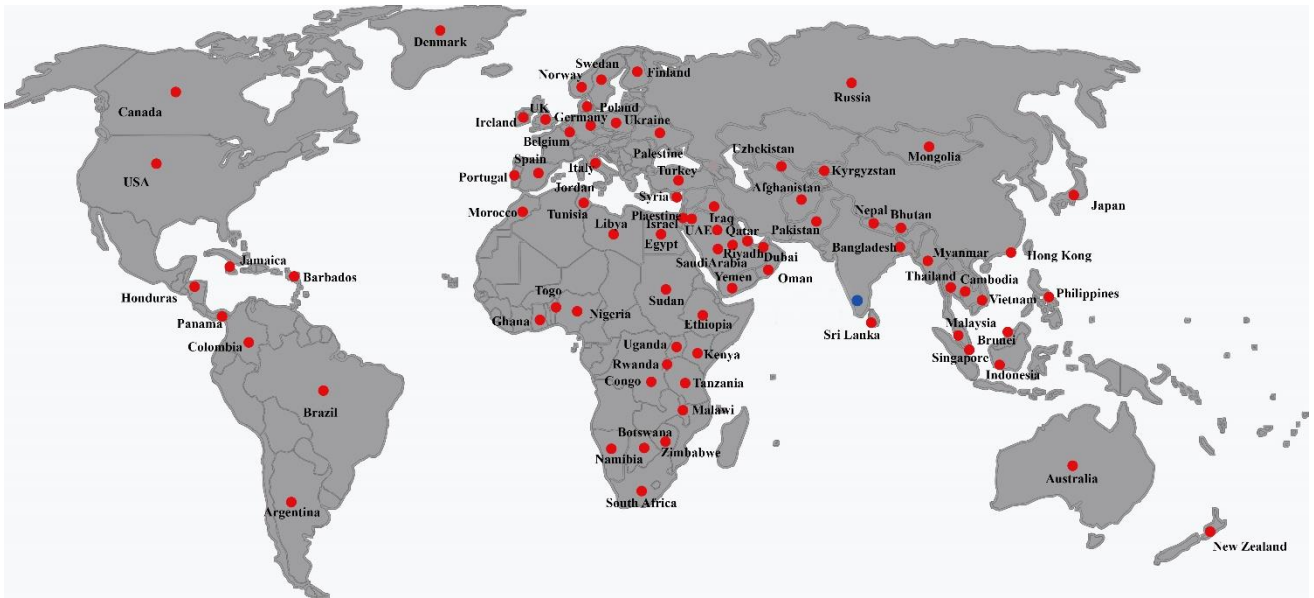 Denmark
Swedan
Norway
Finland
Canada
Russia
UK
Poland
Ireland
Germany
Ukraine
Belgium
Uzbekistan
Mongolia
Spain
Palestine
USA
Italy
Turkey
Kyrgyzstan
Portugal
Jordan
Syria
Afghanistan
Japan
Morocco
Tunisia
Plaestine
Iraq
Nepal
Bhutan
Libya
Israel
UAE
Qatar
Pakistan
Egypt
Bangladesh
Riyadh
Dubai
Hong Kong
SaudiArabia
Myanmar
Jamaica
Barbados
Yemen
Oman
Thailand
Cambodia
Honduras
Togo
Sudan
Vietnam
Philippines
Panama
Ghana
Nigeria
Ethiopia
Sri Lanka
Malaysia
Colombia
Uganda
Kenya
Brunei
Singapore
Rwanda
Indonesia
Congo
Tanzania
Brazil
Malawi
Botswana
Namibia
Zimbabwe
Australia
South Africa
Argentina
New Zealand